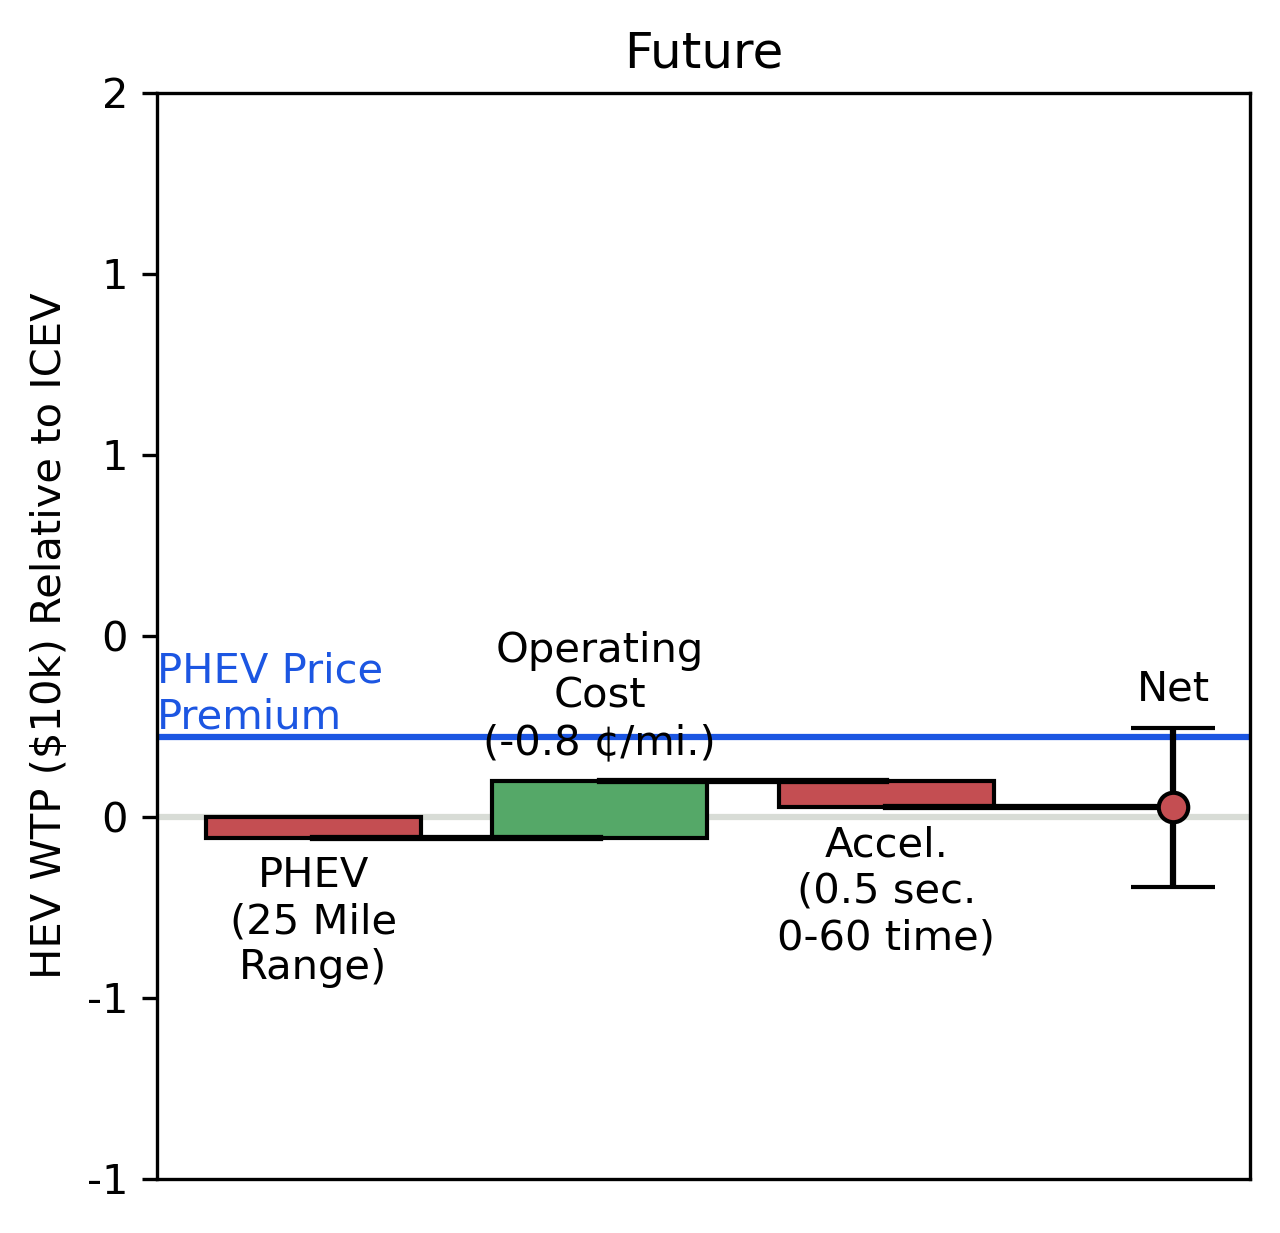 Future
HEV WTP ($10k) Relative to ICEV
2
1
1
0
0
-1
-1
PHEV Price
Premium
Operating
Cost
(-0.8 ¢/mi.)
Net
PHEV
(25 Mile
Range)
Accel.
(0.5 sec.
0-60 time)